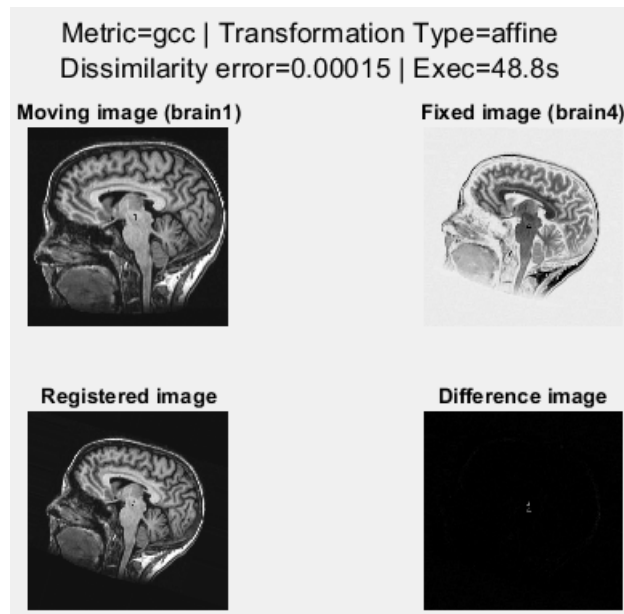 Metric=gcc | Transformation Type=affine
Dissimilarity error=0.00015 | Exec=48.8s
Moving image (brain1)
Fixed image (brain4)
Registered image
Difference image